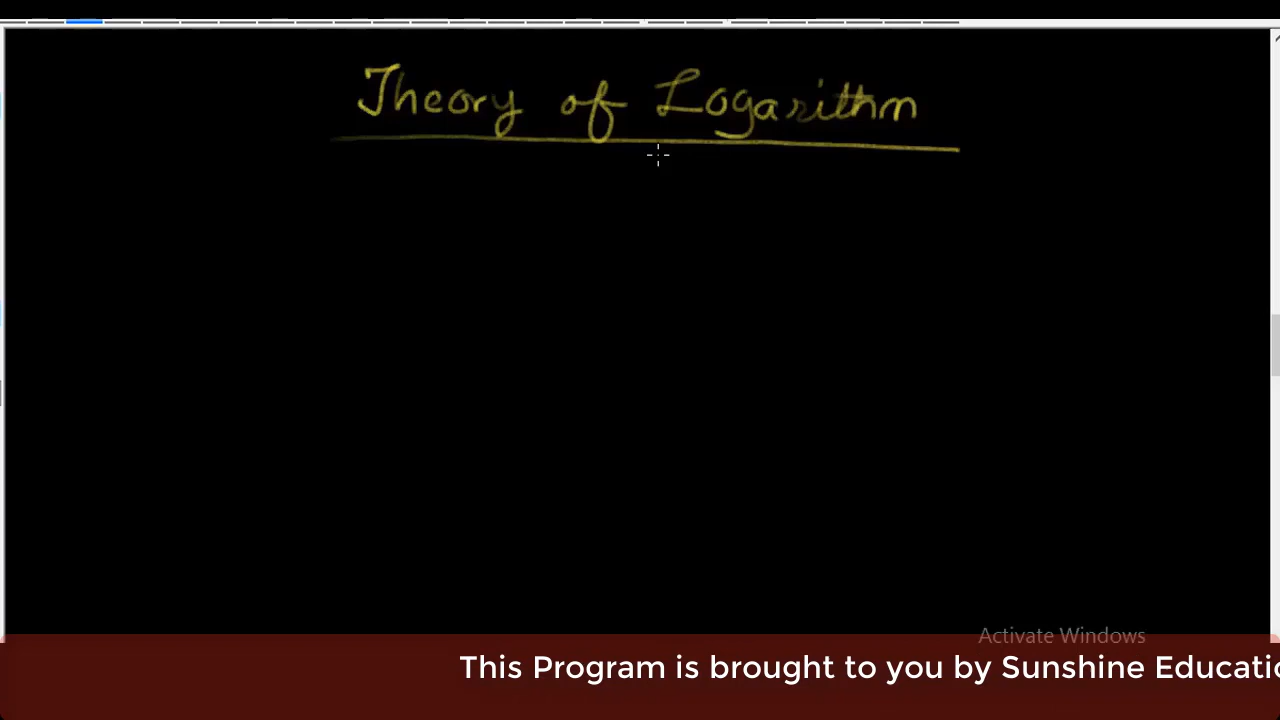 Theory of Logarithm
Activate Windows
This Program is brought to you by Sunshine Educatio